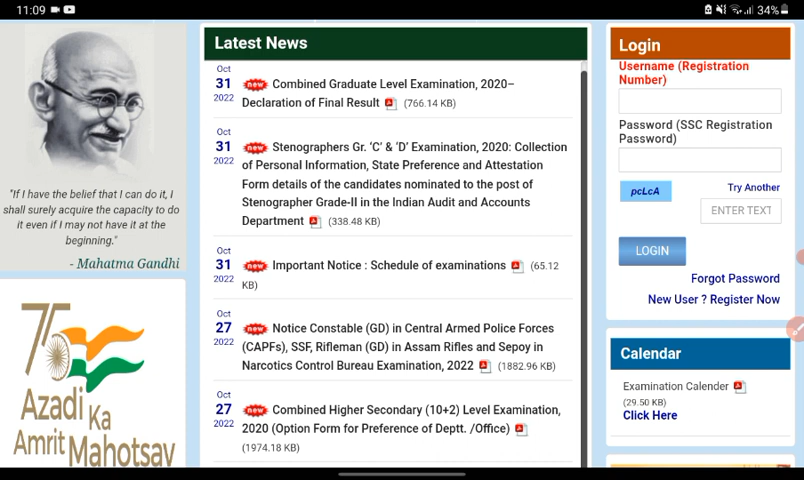 11:09
34%
"If I have the belief that I can do it, I
shall surely acquire the capacity to do
it even if I may not have it at the
beginning."
- Mahatma Gandhi
75
Azadi Ka
Amrit Mahotsav
Latest News
Oct
31
2022
new Combined Graduate Level Examination, 2020–
Declaration of Final Result (766.14 KB)
Oct
31
2022
new Stenographers Gr. ‘C’ & ‘D’ Examination, 2020: Collection
of Personal Information, State Preference and Attestation
Form details of the candidates nominated to the post of
Stenographer Grade-II in the Indian Audit and Accounts
Department (338.48 KB)
Oct
31
2022
new Important Notice : Schedule of examinations (65.12
KB)
Oct
27
2022
new Notice Constable (GD) in Central Armed Police Forces
(CAPFs), SSF, Rifleman (GD) in Assam Rifles and Sepoy in
Narcotics Control Bureau Examination, 2022 (1882.96 KB)
Oct
27
2022
new Combined Higher Secondary (10+2) Level Examination,
2020 (Option Form for Preference of Deptt. /Office)
(1974.18 KB)
Login
Username (Registration
Number)
Password (SSC Registration
Password)
pcLcA
Try Another
ENTER TEXT
LOGIN
Forgot Password
New User ? Register Now
Calendar
Examination Calender
(29.50 KB)
Click Here